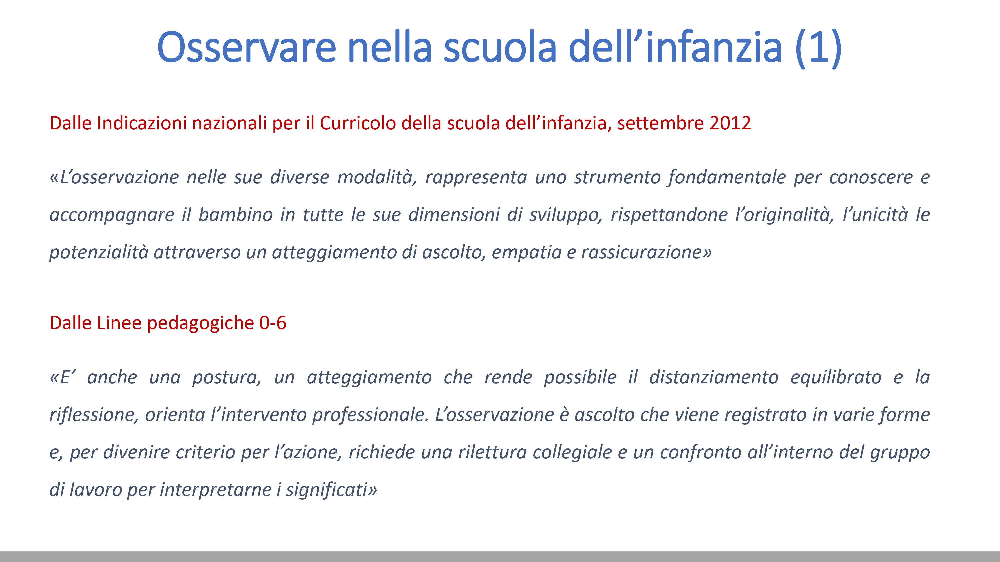 Osservare nella scuola dell’infanzia (1)
Dalle Indicazioni nazionali per il Curricolo della scuola dell’infanzia, settembre 2012
«L’osservazione nelle sue diverse modalità, rappresenta uno strumento fondamentale per conoscere e
accompagnare il bambino in tutte le sue dimensioni di sviluppo, rispettandone l’originalità, l’unicità le
potenzialità attraverso un atteggiamento di ascolto, empatia e rassicurazione»
Dalle Linee pedagogiche 0-6
«E’ anche una postura, un atteggiamento che rende possibile il distanziamento equilibrato e la
riflessione, orienta l’intervento professionale. L’osservazione è ascolto che viene registrato in varie forme
e, per divenire criterio per l’azione, richiede una rilettura collegiale e un confronto all’interno del gruppo
di lavoro per interpretarne i significati»